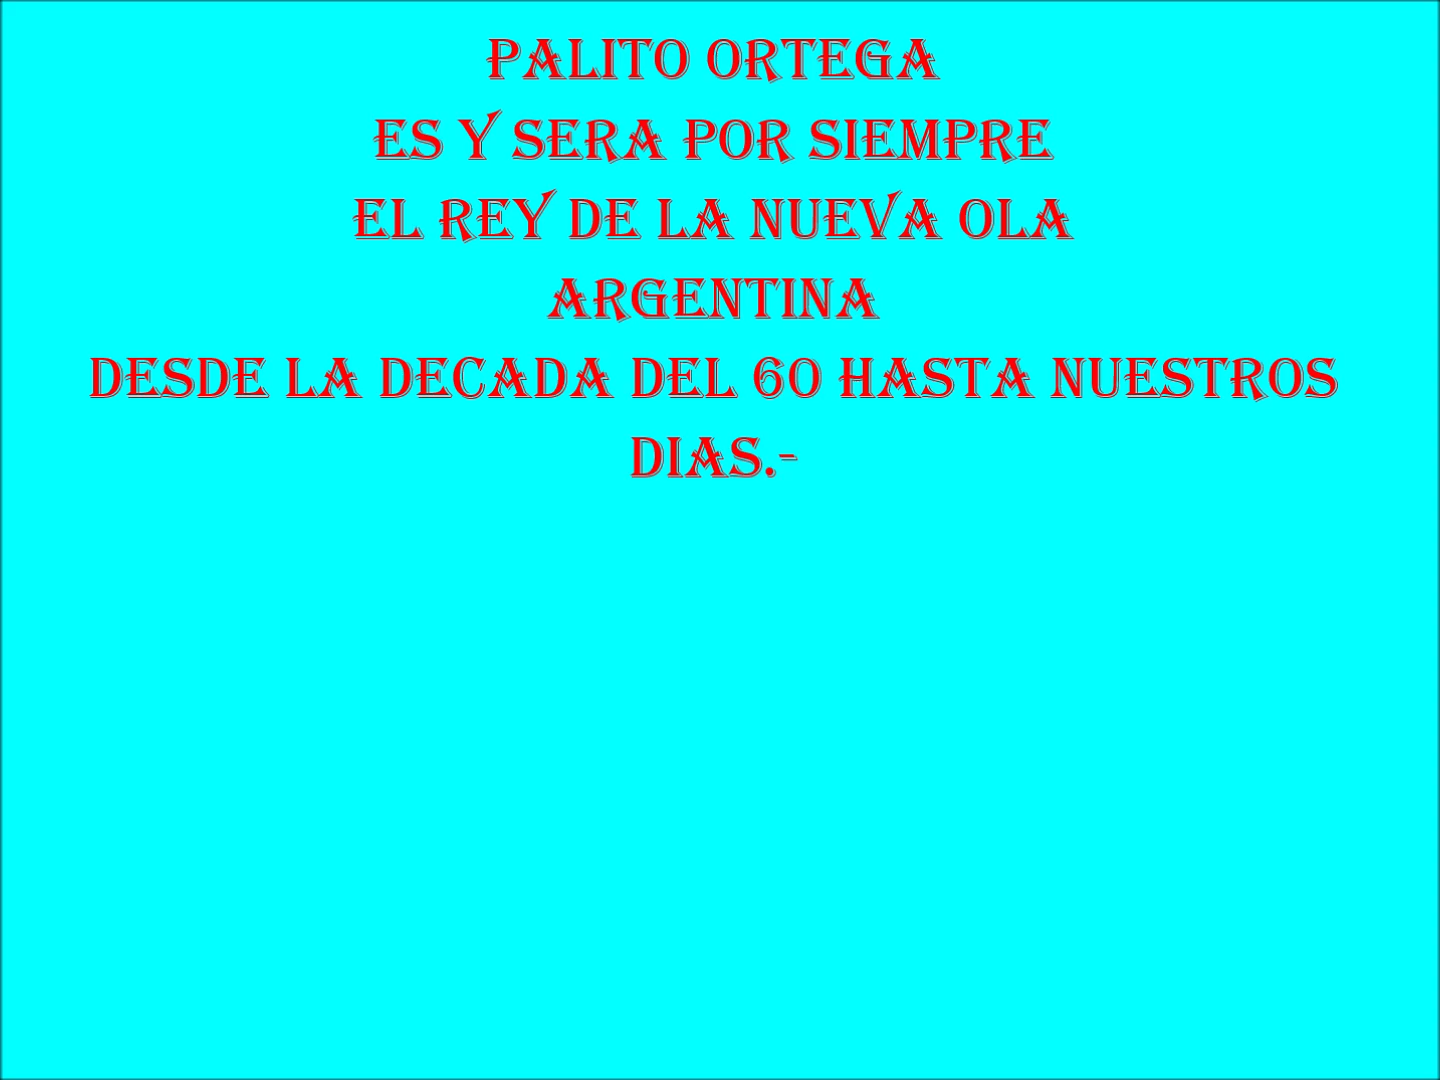 PALITO ORTEGA
ES Y SERA POR SIEMPRE
EL REY DE LA NUEVA OLA
ARGENTINA
DESDE LA DECADA DEL 60 HASTA NUESTROS
DIAS.-